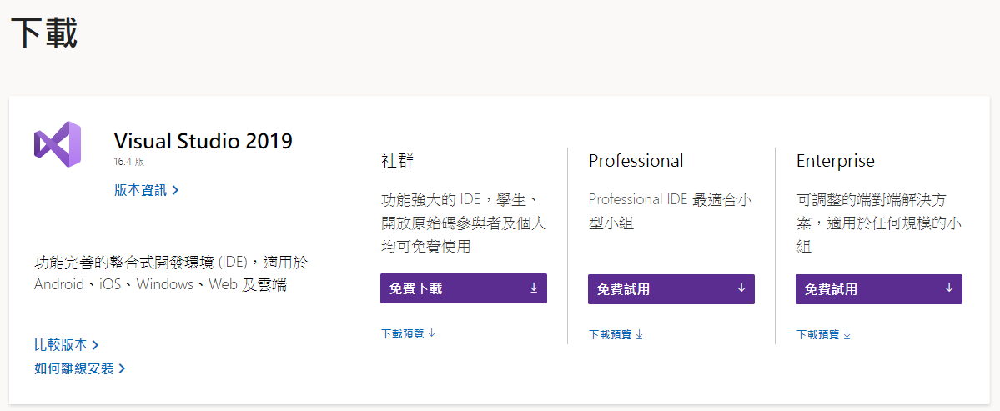 下載
Visual Studio 2019
16.4 版
版本資訊
功能完善的整合式開發環境 (IDE)，適用於
Android、iOS、Windows、Web 及雲端
比較版本
如何離線安裝
社群
功能強大的 IDE，學生、
開放原始碼參與者及個人
均可免費使用
免費下載
下載預覽
Professional
Professional IDE 最適合小
型小組
免費試用
下載預覽
Enterprise
可調整的端對端解決方
案，適用於任何規模的小
組
免費試用
下載預覽